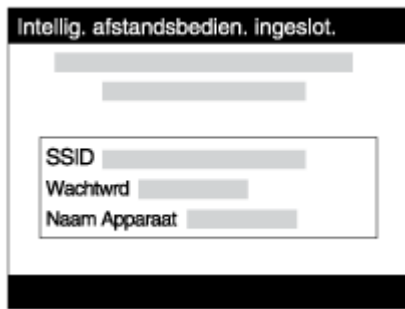 Intellig. afstandsbedien. ingeslot.
SSID
Wachtwrd
Naam Apparaat